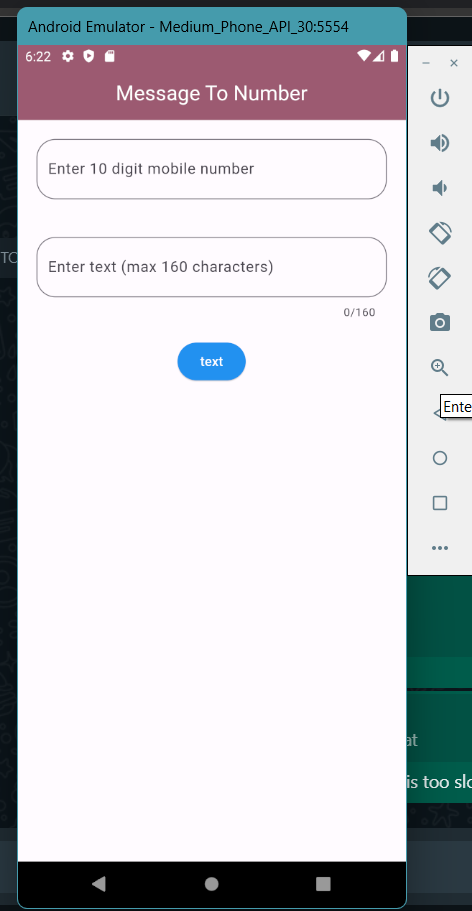 Android Emulator - Medium_Phone_API_30:5554
6:22
Message To Number
Enter 10 digit mobile number
TO
Enter text (max 160 characters)
0/160
text
Ente
at
is too slo